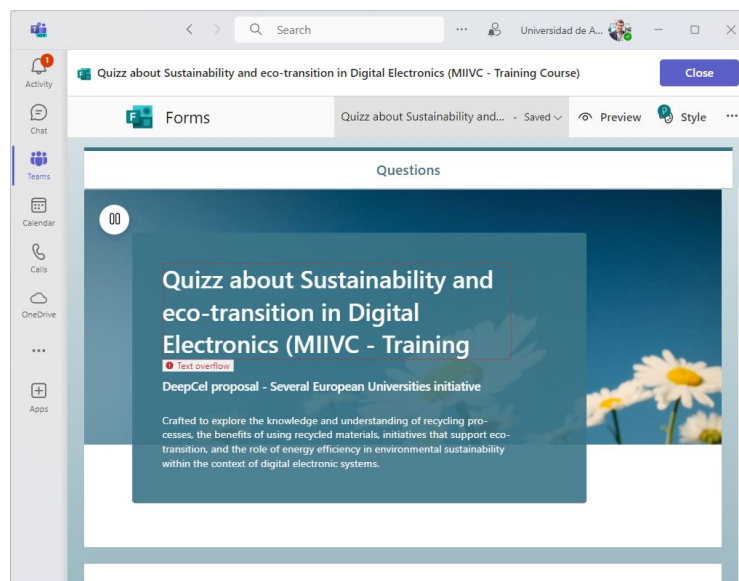 Search
...
Universidad de A...
1
Activity
Chat
Teams
Calendar
Calls
OneDrive
...
Apps
Quizz about Sustainability and eco-transition in Digital Electronics (MIIVC - Training Course)
Close
F
Forms
Quizz about Sustainability and... - Saved
Preview
Style
...
Questions
Quizz about Sustainability and
eco-transition in Digital
Electronics (MIIVC - Training
Text overflow
DeepCel proposal - Several European Universities initiative
Crafted to explore the knowledge and understanding of recycling pro-
cesses, the benefits of using recycled materials, initiatives that support eco-
transition, and the role of energy efficiency in environmental sustainability
within the context of digital electronic systems.